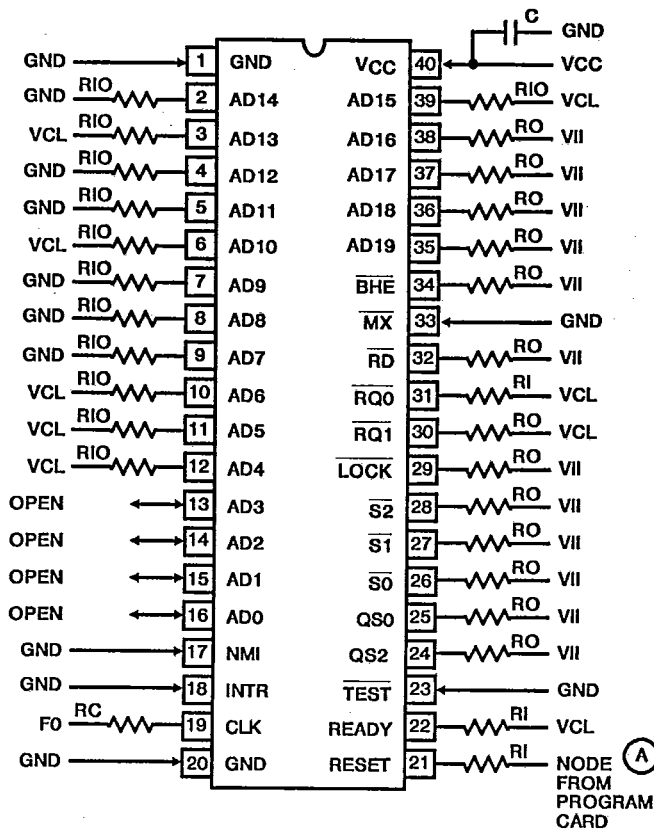 C GND
GND 1 GND VCC 40 VCC
GND RIO 2 AD14 AD15 39 RIO VCL
VCL RIO 3 AD13 AD16 38 RO VII
GND RIO 4 AD12 AD17 37 RO VII
GND RIO 5 AD11 AD18 36 RO VII
VCL RIO 6 AD10 AD19 35 RO VII
GND RIO 7 AD9 BHE 34 RO VII
GND RIO 8 AD8 MX 33 GND
GND RIO 9 AD7 RD 32 RO VII
VCL RIO 10 AD6 RQ0 31 RI VCL
VCL RIO 11 AD5 RQ1 30 RO VCL
VCL RIO 12 AD4 LOCK 29 RO VII
OPEN 13 AD3 S2 28 RO VII
OPEN 14 AD2 S1 27 RO VII
OPEN 15 AD1 S0 26 RO VII
OPEN 16 AD0 QS0 25 RO VII
GND 17 NMI QS2 24 RO VII
GND 18 INTR TEST 23 GND
F0 RC 19 CLK READY 22 RI VCL
GND 20 GND RESET 21 RI NODE A
FROM
PROGRAM
CARD